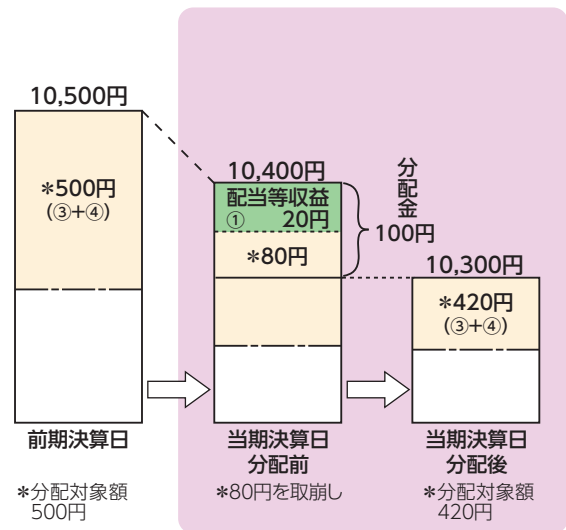 10,500円
*500円
(③+④)
前期決算日
*分配対象額
500円
10,400円
配当等収益
① 20円
*80円
分配金
100円
当期決算日
分配前
*80円を取崩し
10,300円
*420円
(③+④)
当期決算日
分配後
*分配対象額
420円